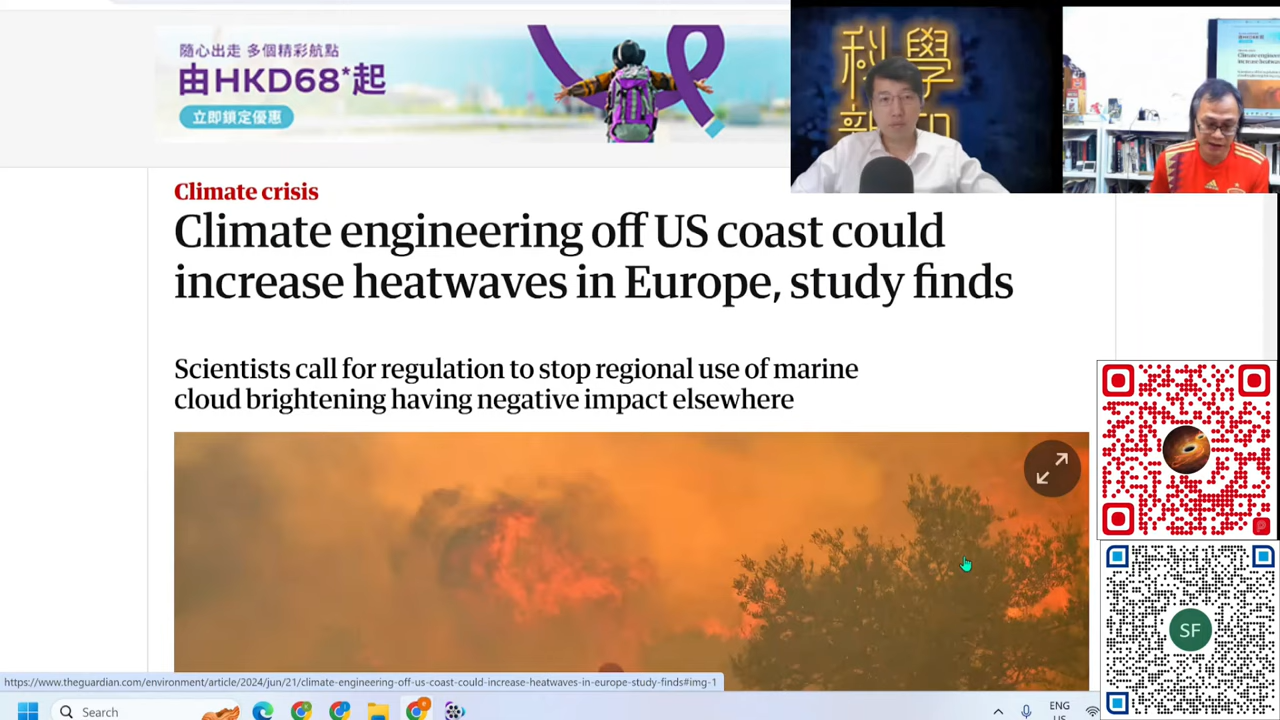 隨心出走 多個精彩航點
由HKD68*起
立即鎖定優惠
科學
Climate crisis
Climate engineering off US coast could
increase heatwaves in Europe, study finds
Scientists call for regulation to stop regional use of marine
cloud brightening having negative impact elsewhere
SF
https://www.theguardian.com/environment/article/2024/jun/21/climate-engineering-off-us-coast-could-increase-heatwaves-in-europe-study-finds#img-1
Search
ENG
US